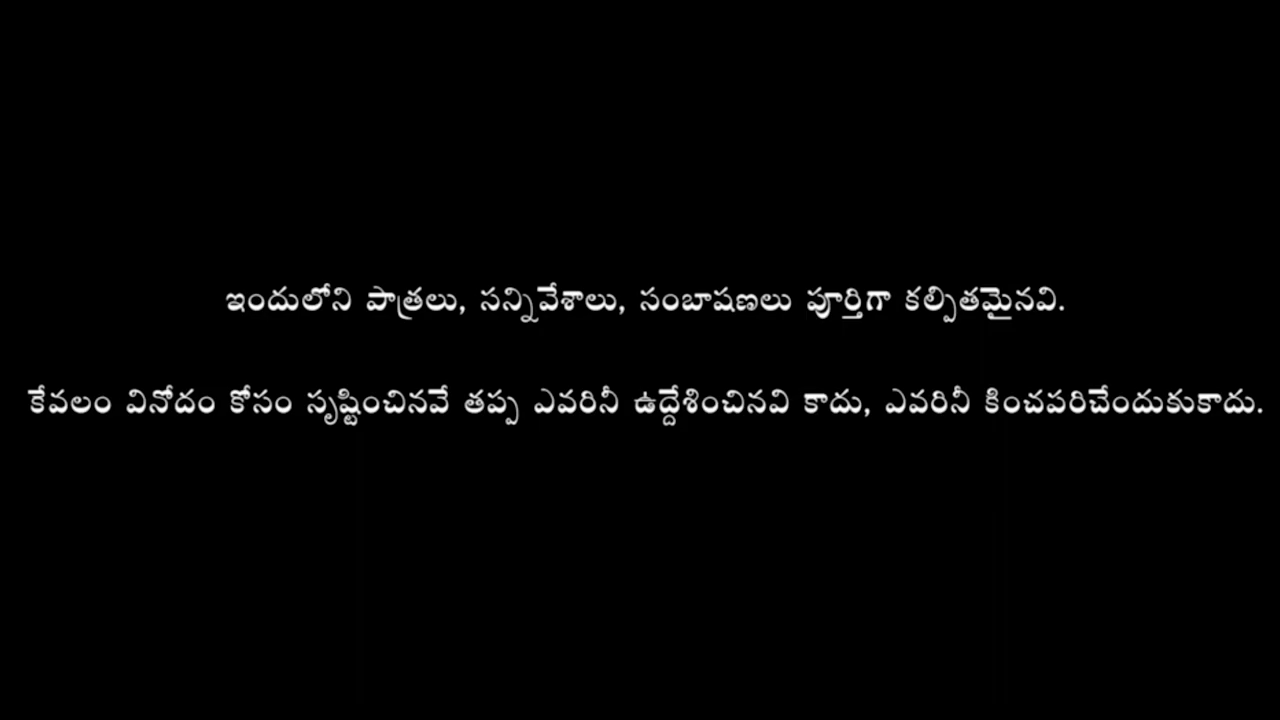 ఇందులోని పాత్రలు, సన్నివేశాలు, సంబాషణలు పూర్తిగా కల్పితమైనవి.
కేవలం వినోదం కోసం సృష్టించినవే తప్ప ఎవరినీ ఉద్దేశించినవి కాదు, ఎవరినీ కించపరిచేందుకుకాదు.